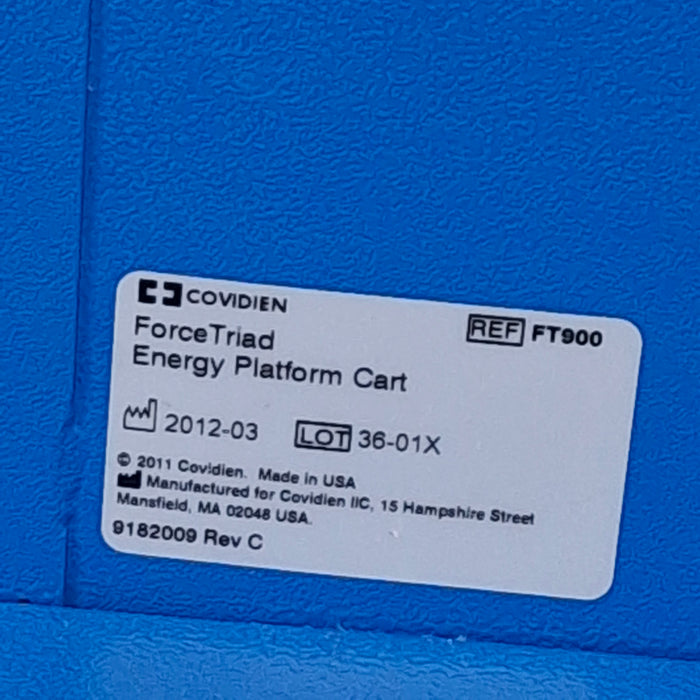 COVIDIEN
REF FT900
ForceTriad
Energy Platform Cart
2012-03 LOT 36-01X
© 2011 Covidien. Made in USA
Manufactured for Covidien llC, 15 Hampshire Street
Mansfield, MA 02048 USA.
9182009 Rev C